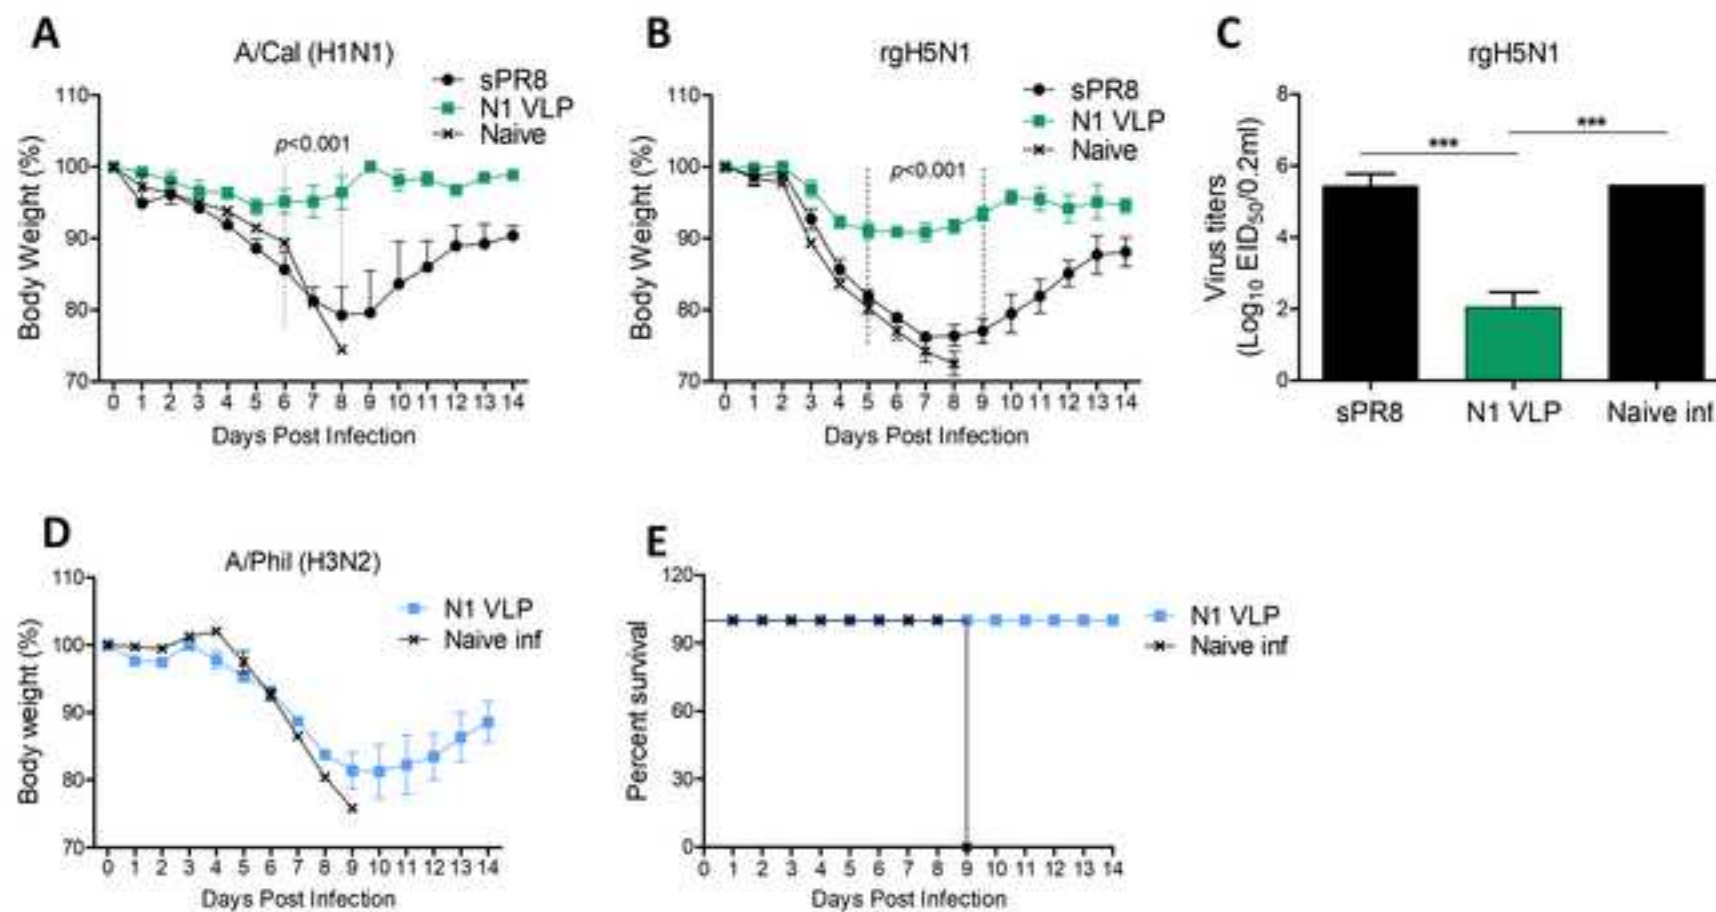 A
A/Cal (H1N1)
sPR8
N1 VLP
Naive
p<0.001
110
100
90
80
70
Body Weight (%)
0 1 2 3 4 5 6 7 8 9 10 11 12 13 14
Days Post Infection
B
rgH5N1
sPR8
N1 VLP
Naive
p<0.001
110
100
90
80
70
Body Weight (%)
0 1 2 3 4 5 6 7 8 9 10 11 12 13 14
Days Post Infection
C
rgH5N1
8
6
4
2
0
Virus titers
(Log10 EID50/0.2ml)
***
***
sPR8 N1 VLP Naive inf
D
A/Phil (H3N2)
N1 VLP
Naive inf
110
100
90
80
70
Body weight (%)
0 1 2 3 4 5 6 7 8 9 10 11 12 13 14
Days Post Infection
E
N1 VLP
Naive inf
120
90
60
30
0
Percent survival
0 1 2 3 4 5 6 7 8 9 10 11 12 13 14
Days Post Infection